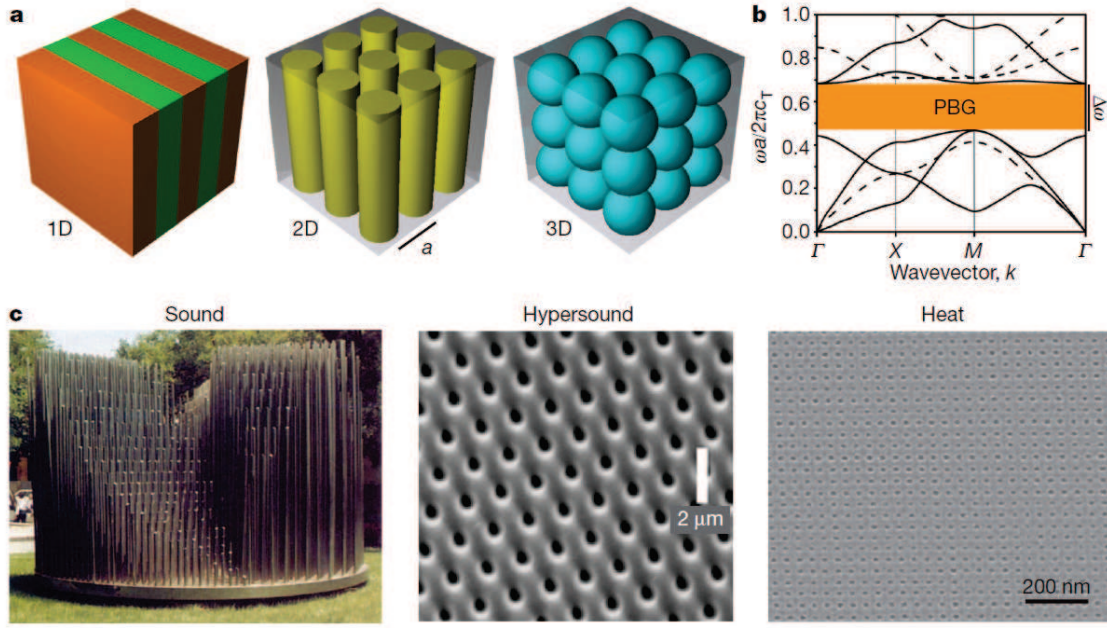 a
1D
2D
a
3D
b
ωa/2πc_T
1.0
0.8
0.6
0.4
0.2
0.0
PBG
Δω
Γ
X
M
Γ
Wavevector, k
c
Sound
Hypersound
2 μm
Heat
200 nm